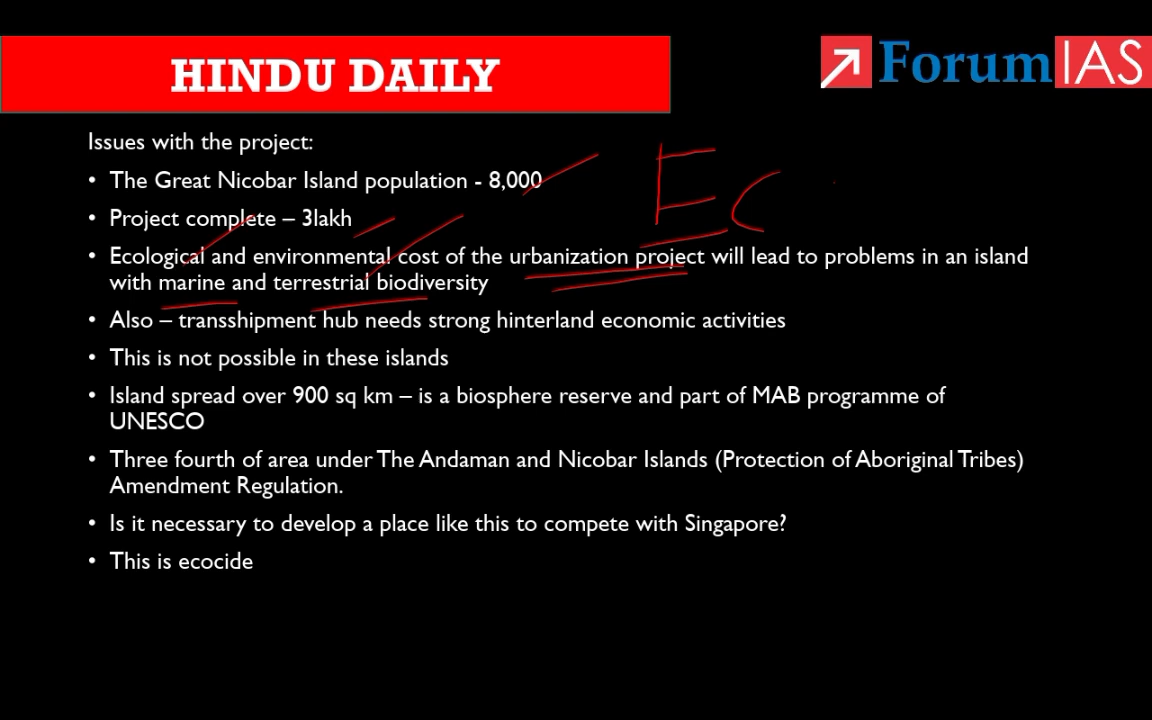 HINDU DAILY
ForumIAS
Issues with the project:
• The Great Nicobar Island population - 8,000
• Project complete – 3lakh
• Ecological and environmental cost of the urbanization project will lead to problems in an island
with marine and terrestrial biodiversity
• Also – transshipment hub needs strong hinterland economic activities
• This is not possible in these islands
• Island spread over 900 sq km – is a biosphere reserve and part of MAB programme of
UNESCO
• Three fourth of area under The Andaman and Nicobar Islands (Protection of Aboriginal Tribes)
Amendment Regulation.
• Is it necessary to develop a place like this to compete with Singapore?
• This is ecocide
EC